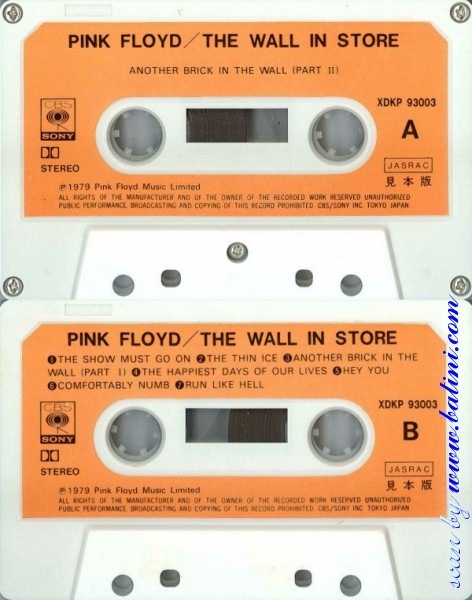 PINK FLOYD/THE WALL IN STORE
ANOTHER BRICK IN THE WALL (PART II)
XDKP 93003
CBS
SONY
A
STEREO
JASRAC
見本版
℗1979 Pink Floyd Music Limited
ALL RIGHTS OF THE MANUFACTURER AND OF THE OWNER OF THE RECORDED WORK RESERVED UNAUTHORIZED
PUBLIC PERFORMANCE, BROADCASTING AND COPYING OF THIS RECORD PROHIBITED. CBS/SONY INC. TOKYO JAPAN
PINK FLOYD/THE WALL IN STORE
❶THE SHOW MUST GO ON ❷THE THIN ICE ❸ANOTHER BRICK IN THE
WALL (PART I) ❹THE HAPPIEST DAYS OF OUR LIVES ❺HEY YOU
❻COMFORTABLY NUMB ❼RUN LIKE HELL
XDKP 93003
CBS
SONY
B
STEREO
JASRAC
見本版
℗1979 Pink Floyd Music Limited
ALL RIGHTS OF THE MANUFACTURER AND OF THE OWNER OF THE RECORDED WORK RESERVED UNAUTHORIZED
PUBLIC PERFORMANCE, BROADCASTING AND COPYING OF THIS RECORD PROHIBITED. CBS/SONY INC. TOKYO JAPAN
scan by www.batini.com